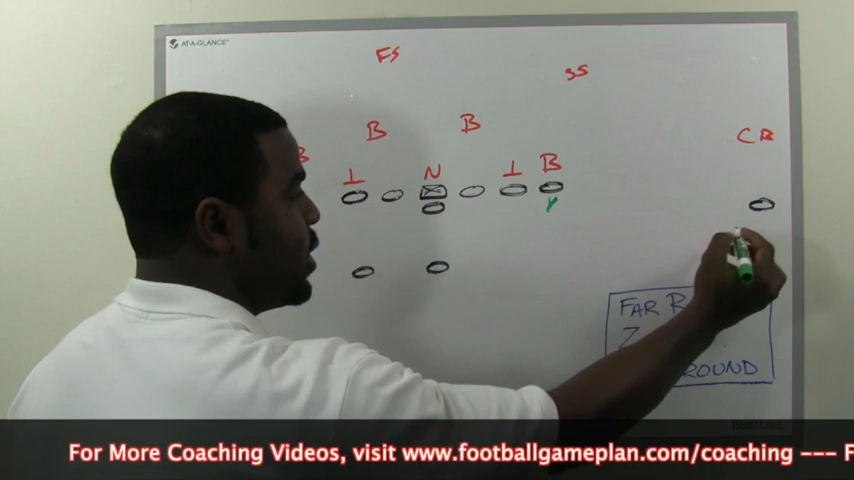 AT-A-GLANCE
FS
SS
B B CB
B T N T B
Y
FAR R
Z
ROUND
For More Coaching Videos, visit www.footballgameplan.com/coaching --- F